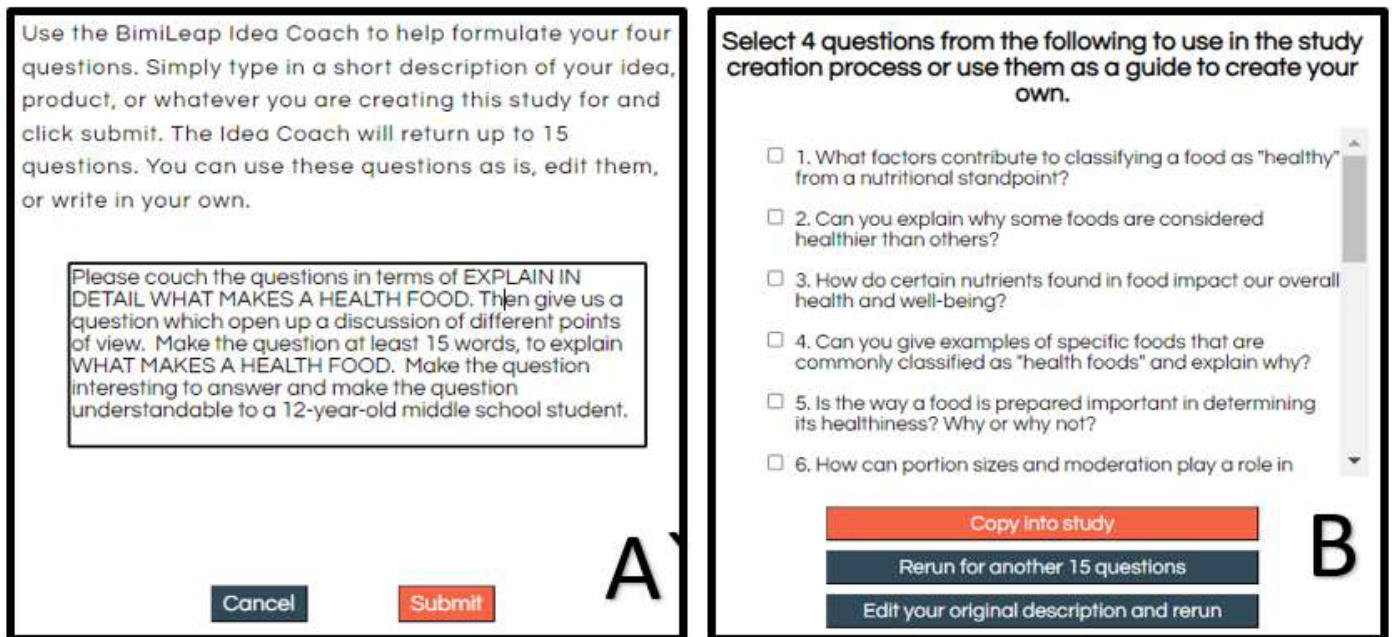 Use the BimiLeap Idea Coach to help formulate your four
questions. Simply type in a short description of your idea,
product, or whatever you are creating this study for and
click submit. The Idea Coach will return up to 15
questions. You can use these questions as is, edit them,
or write in your own.
Please couch the questions in terms of EXPLAIN IN
DETAIL WHAT MAKES A HEALTH FOOD. Then give us a
question which open up a discussion of different points
of view. Make the question at least 15 words, to explain
WHAT MAKES A HEALTH FOOD. Make the question
interesting to answer and make the question
understandable to a 12-year-old middle school student.
Cancel
Submit
A`
Select 4 questions from the following to use in the study
creation process or use them as a guide to create your
own.
1. What factors contribute to classifying a food as "healthy"
from a nutritional standpoint?
2. Can you explain why some foods are considered
healthier than others?
3. How do certain nutrients found in food impact our overall
health and well-being?
4. Can you give examples of specific foods that are
commonly classified as "health foods" and explain why?
5. Is the way a food is prepared important in determining
its healthiness? Why or why not?
6. How can portion sizes and moderation play a role in
Copy into study
Rerun for another 15 questions
Edit your original description and rerun
B